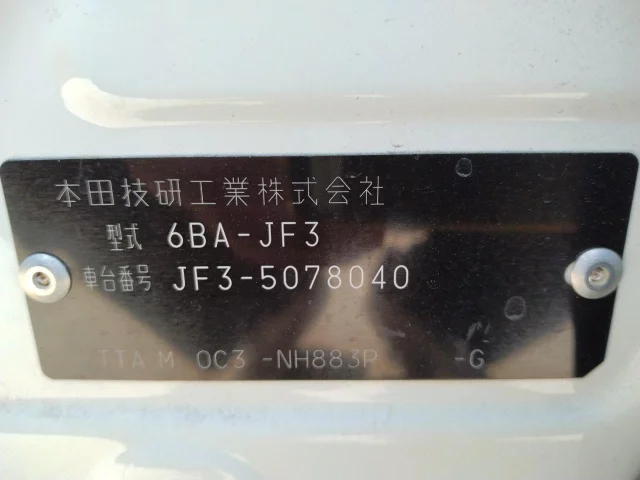 本田技研工業株式会社
型式 6BA-JF3
車台番号 JF3-5078040
TTA M 0C3 -NH883P -G